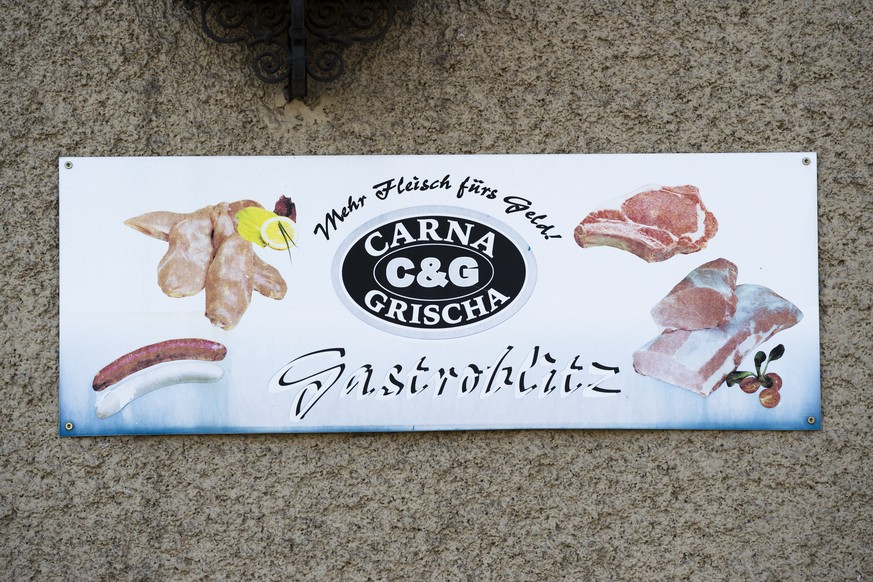 Mehr Fleisch fürs Geld!
CARNA
C&G
GRISCHA
Gastroblitz